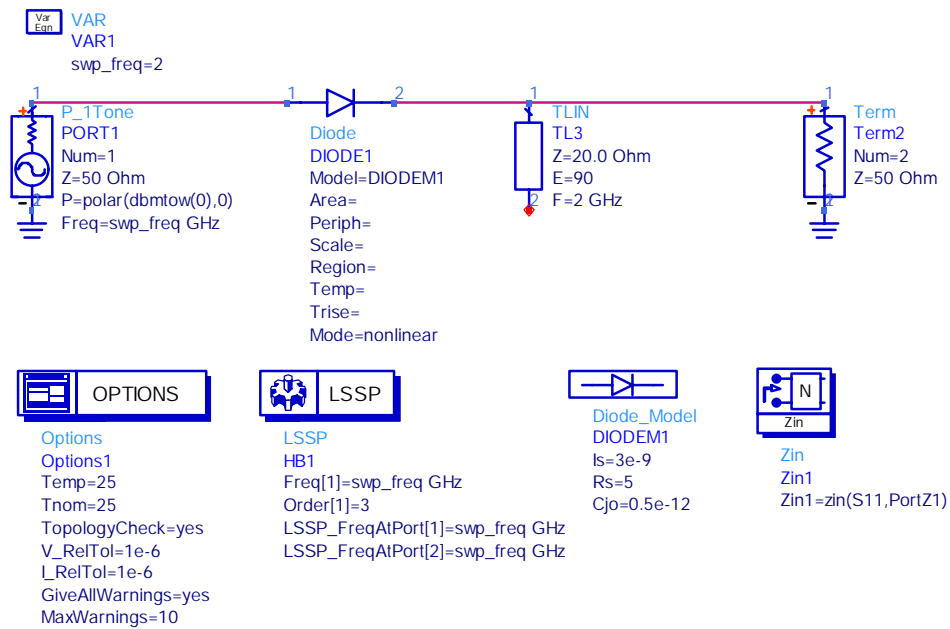 Var
Eqn
VAR
VAR1
swp_freq=2
1
1
2
1
1
P_1Tone
PORT1
Num=1
Z=50 Ohm
P=polar(dbmtow(0),0)
Freq=swp_freq GHz
2
Diode
DIODE1
Model=DIODEM1
Area=
Periph=
Scale=
Region=
Temp=
Trise=
Mode=nonlinear
TLIN
TL3
Z=20.0 Ohm
E=90
F=2 GHz
2
Term
Term2
Num=2
Z=50 Ohm
2
OPTIONS
Options
Options1
Temp=25
Tnom=25
TopologyCheck=yes
V_RelTol=1e-6
I_RelTol=1e-6
GiveAllWarnings=yes
MaxWarnings=10
LSSP
LSSP
HB1
Freq[1]=swp_freq GHz
Order[1]=3
LSSP_FreqAtPort[1]=swp_freq GHz
LSSP_FreqAtPort[2]=swp_freq GHz
Diode_Model
DIODEM1
Is=3e-9
Rs=5
Cjo=0.5e-12
N
Zin
Zin
Zin1
Zin1=zin(S11,PortZ1)